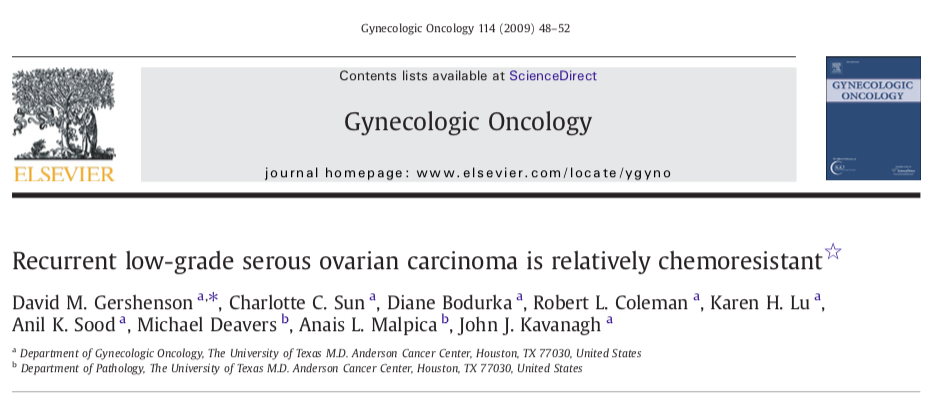 Gynecologic Oncology 114 (2009) 48–52
Contents lists available at ScienceDirect
Gynecologic Oncology
journal homepage: www.elsevier.com/locate/ygyno
ELSEVIER
GYNECOLOGIC
ONCOLOGY
Recurrent low-grade serous ovarian carcinoma is relatively chemoresistant☆
David M. Gershenson a,*, Charlotte C. Sun a, Diane Bodurka a, Robert L. Coleman a, Karen H. Lu a,
Anil K. Sood a, Michael Deavers b, Anais L. Malpica b, John J. Kavanagh a
a Department of Gynecologic Oncology, The University of Texas M.D. Anderson Cancer Center, Houston, TX 77030, United States
b Department of Pathology, The University of Texas M.D. Anderson Cancer Center, Houston, TX 77030, United States